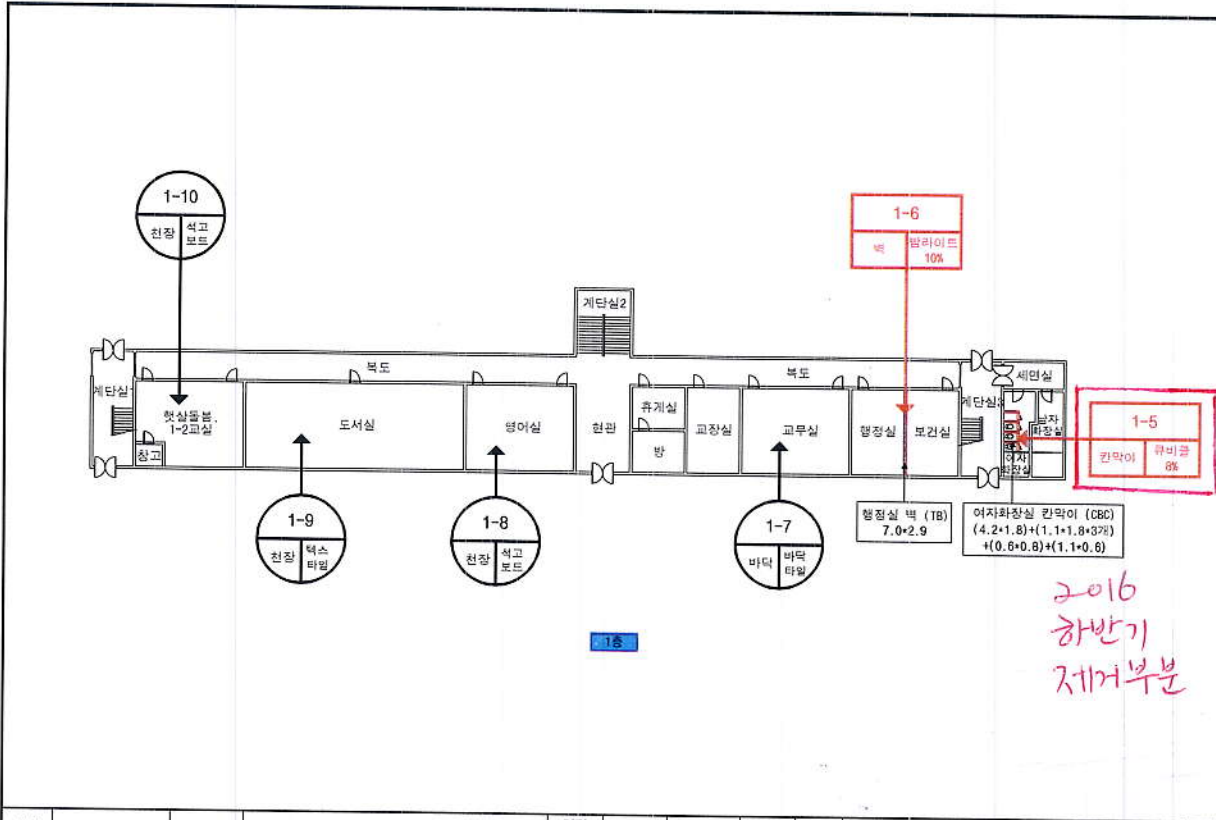 1-10
천장 석고
보드
1-6
벽 밤라이트
10%
계단실2
복도
복도
세면실
계단실1
햇살돌봄,
1-2교실
창고
도서실
영어실
현관
휴게실
방
교장실
교무실
행정실
보건실
계단실3
여자
화장실
남자
화장실
1-5
칸막이 큐비클
8%
1-9
천장 텍스
타일
1-8
천장 석고
보드
1-7
바닥 바닥
타일
행정실 벽 (TB)
7.0*2.9
여자화장실 칸막이 (CBC)
(4.2*1.8)+(1.1*1.8*3개)
+(0.6*0.8)+(1.1*0.6)
1층
2016
하반기
제거부분